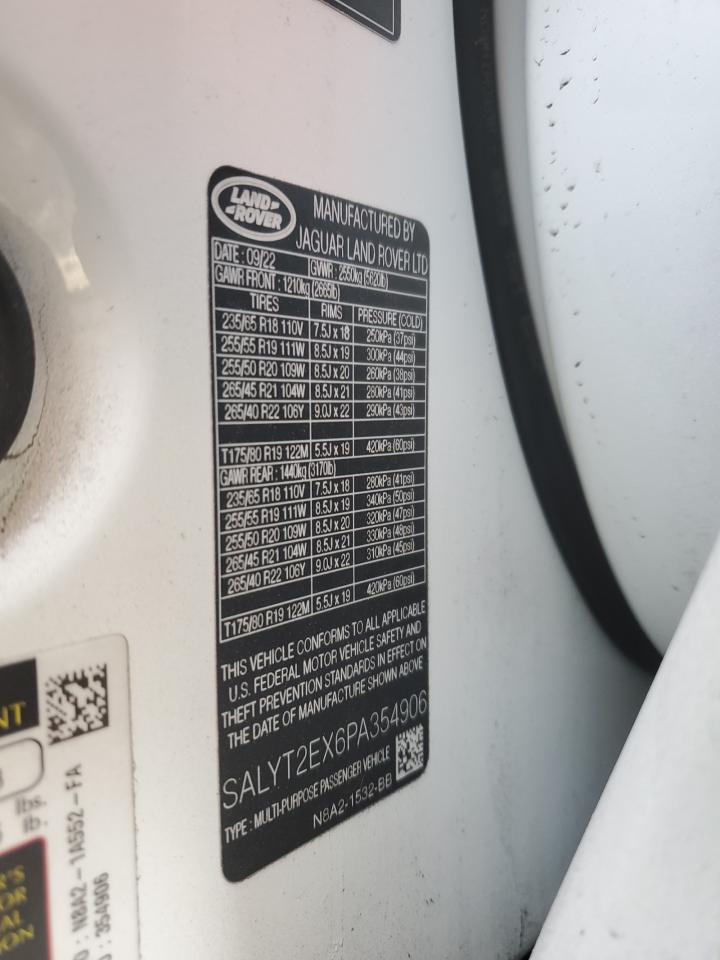 LAND-
-ROVER
MANUFACTURED BY
JAGUAR LAND ROVER LTD
DATE : 09/22 GVWR : 2550kg (5620lb)
GAWR FRONT : 1210kg (2665lb)
TIRES RIMS PRESSURE (COLD)
235/65 R18 110V 7.5J x 18 250kPa (37psi)
255/55 R19 111W 8.5J x 19 300kPa (44psi)
255/50 R20 109W 8.5J x 20 260kPa (38psi)
265/45 R21 104W 8.5J x 21 280kPa (41psi)
265/40 R22 106Y 9.0J x 22 290kPa (43psi)
T175/80 R19 122M 5.5J x 19 420kPa (60psi)
GAWR REAR : 1440kg (3170lb)
235/65 R18 110V 7.5J x 18 280kPa (41psi)
255/55 R19 111W 8.5J x 19 340kPa (50psi)
255/50 R20 109W 8.5J x 20 320kPa (47psi)
265/45 R21 104W 8.5J x 21 330kPa (48psi)
265/40 R22 106Y 9.0J x 22 310kPa (45psi)
T175/80 R19 122M 5.5J x 19 420kPa (60psi)
THIS VEHICLE CONFORMS TO ALL APPLICABLE
U.S. FEDERAL MOTOR VEHICLE SAFETY AND
THEFT PREVENTION STANDARDS IN EFFECT ON
THE DATE OF MANUFACTURE SHOWN ABOVE
SALYT2EX6PA354906
TYPE : MULTI-PURPOSE PASSENGER VEHICLE
N8A2-1532-BB
NT
lbs.
lb.
R'S
OR
AL
ON
D : N8A2-1A552-FA
D : 354906